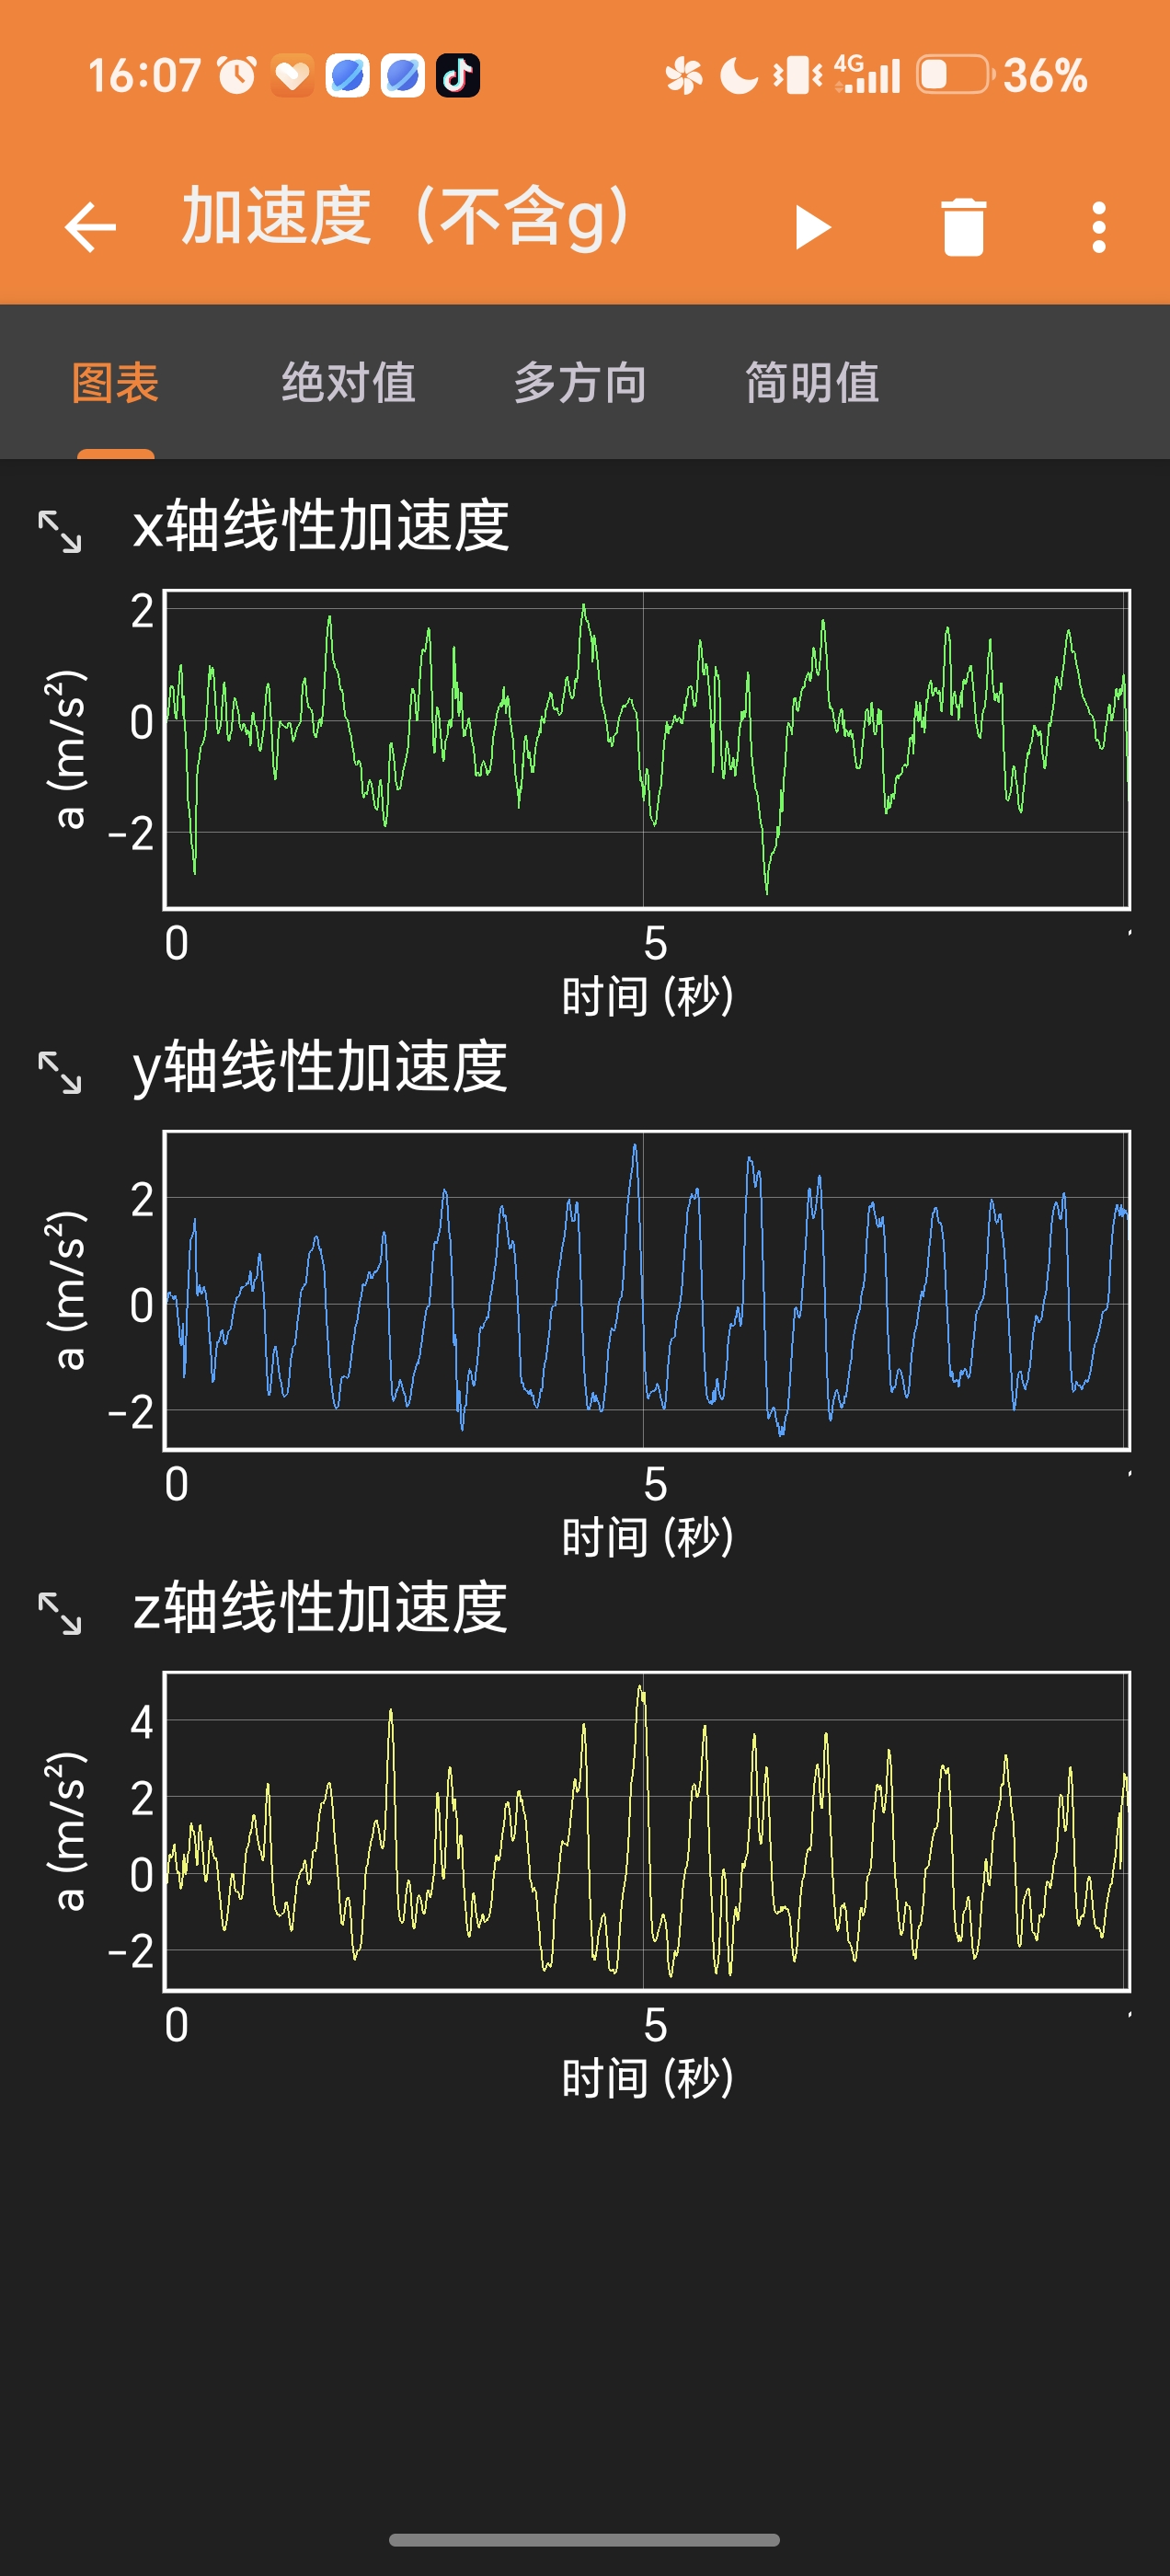 16:07 4G 36%
加速度（不含g）
图表 绝对值 多方向 简明值
x轴线性加速度
2
0
−2
a (m/s²)
0 5
时间 (秒)
y轴线性加速度
2
0
−2
a (m/s²)
0 5
时间 (秒)
z轴线性加速度
4
2
0
−2
a (m/s²)
0 5
时间 (秒)